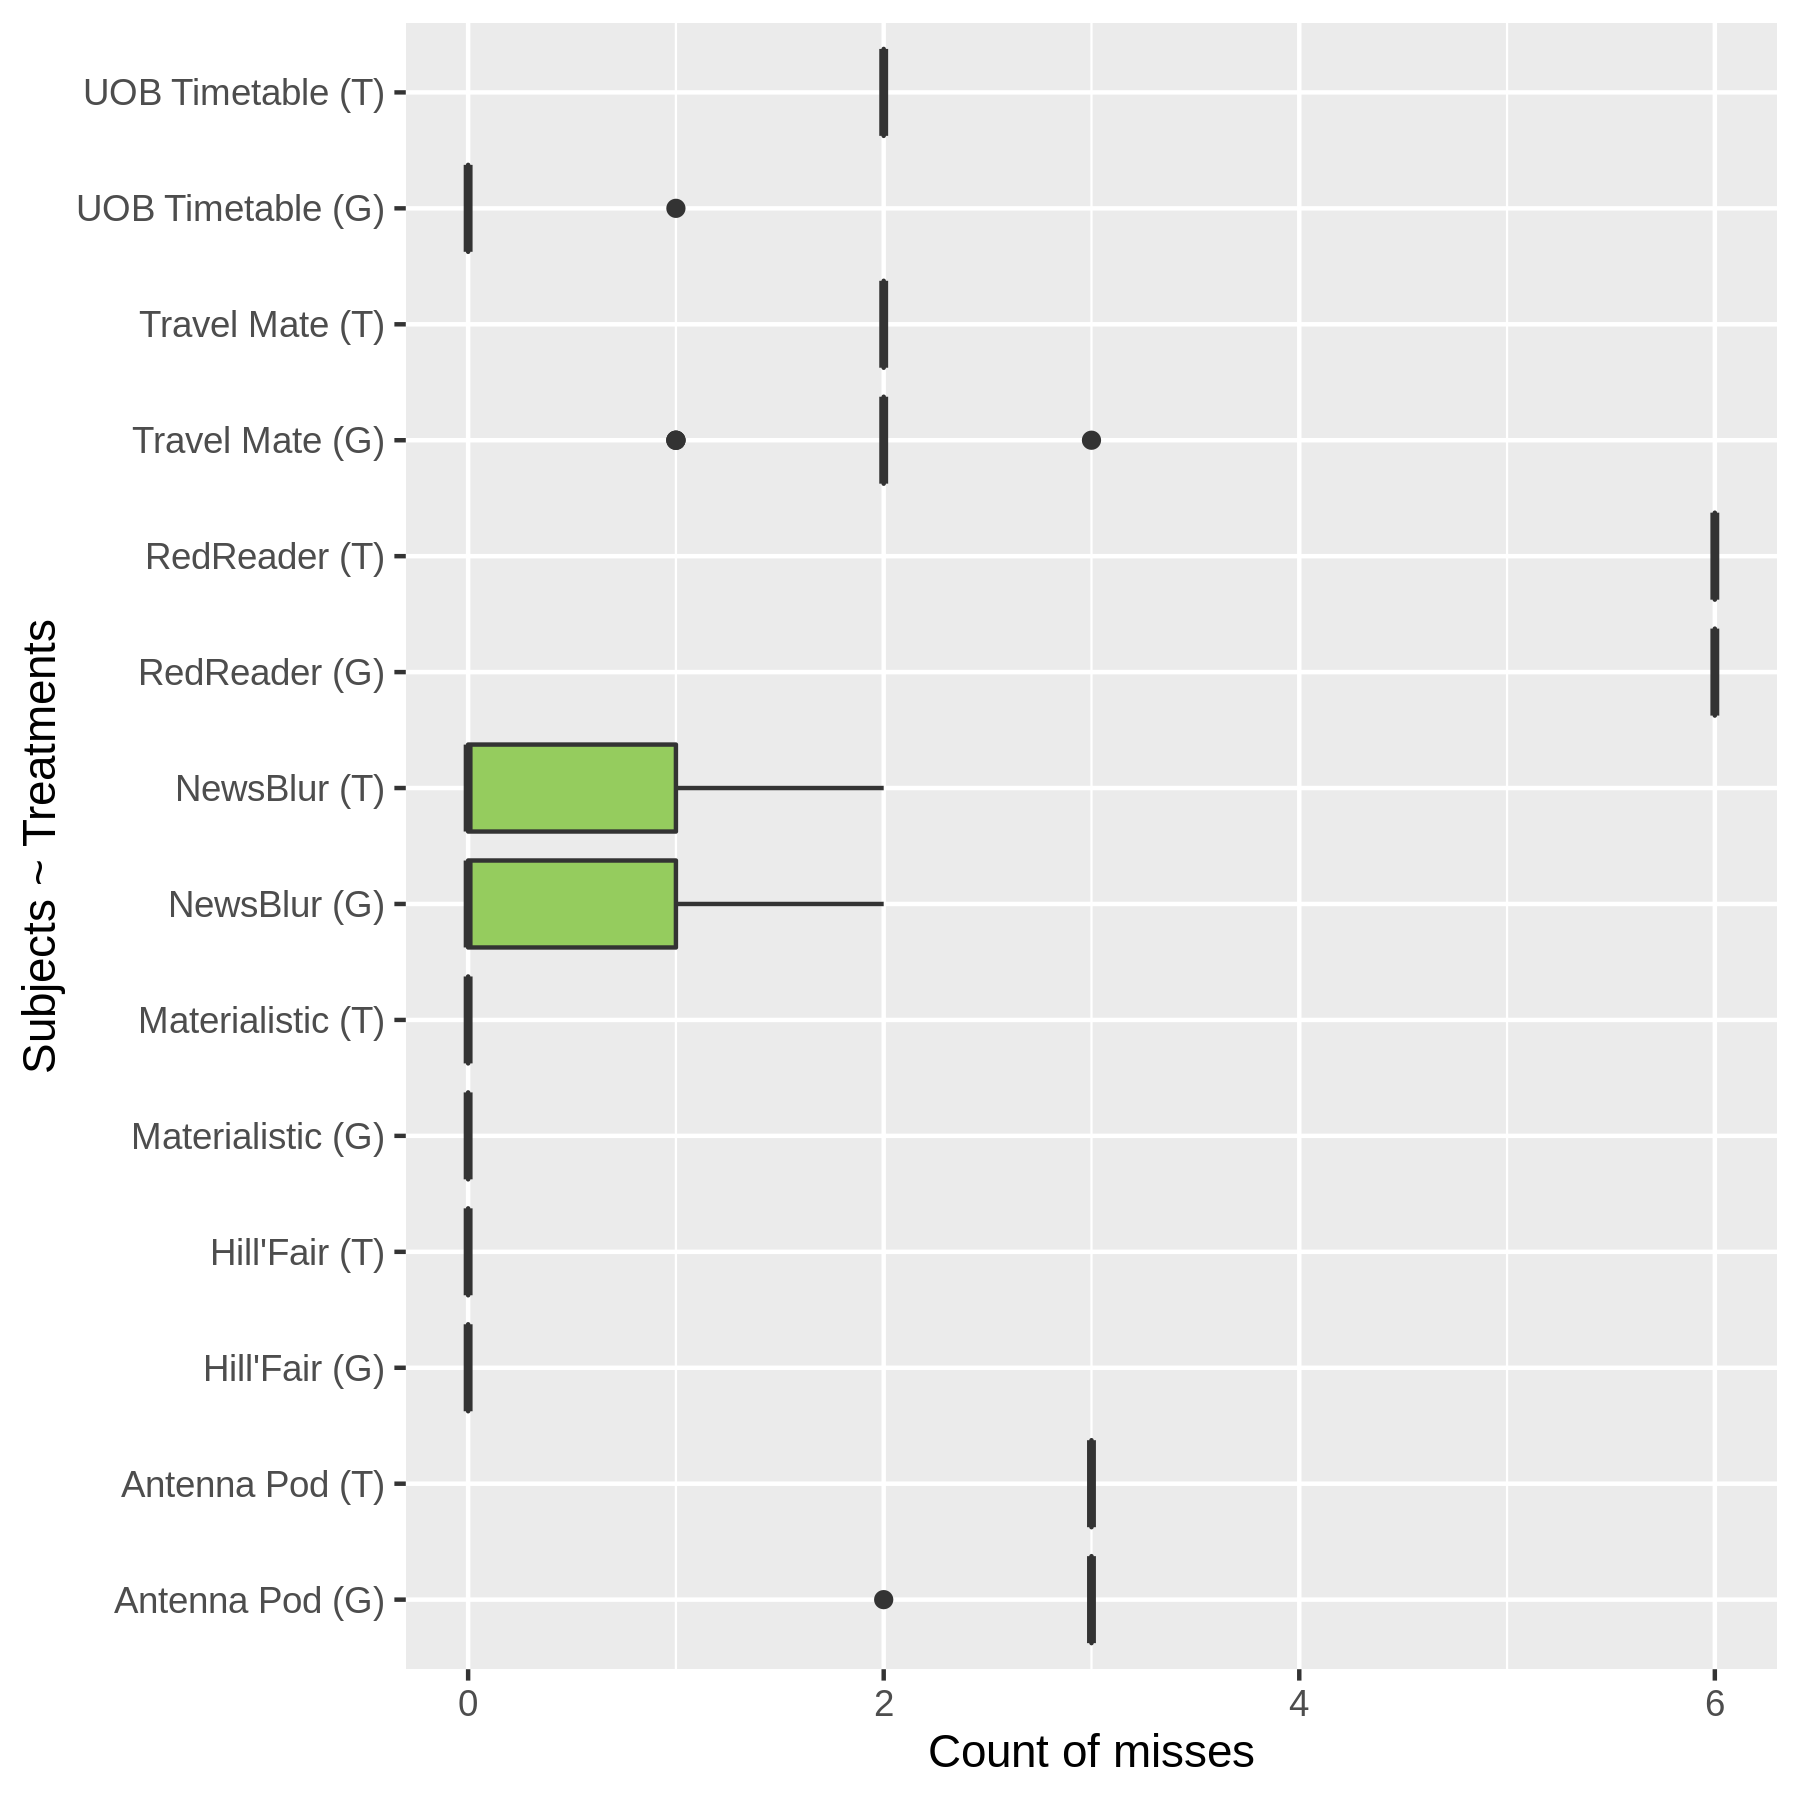 Subjects ~ Treatments
UOB Timetable (T)
UOB Timetable (G)
Travel Mate (T)
Travel Mate (G)
RedReader (T)
RedReader (G)
NewsBlur (T)
NewsBlur (G)
Materialistic (T)
Materialistic (G)
Hill'Fair (T)
Hill'Fair (G)
Antenna Pod (T)
Antenna Pod (G)
0 2 4 6
Count of misses